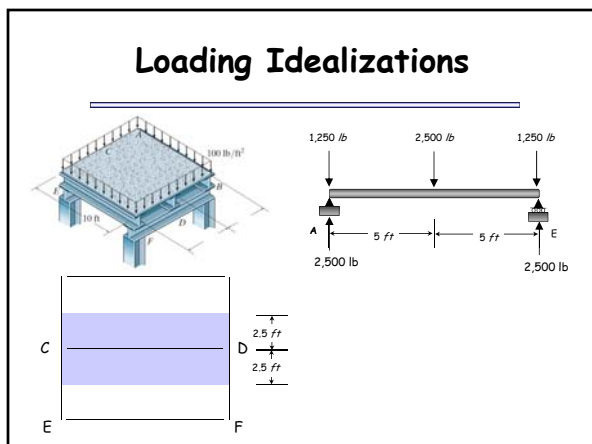 Loading Idealizations
A
C
100 lb/ft²
B
E
10 ft
D
F
1,250 lb
2,500 lb
1,250 lb
A
5 ft
5 ft
E
2,500 lb
2,500 lb
C
D
2.5 ft
2.5 ft
E
F